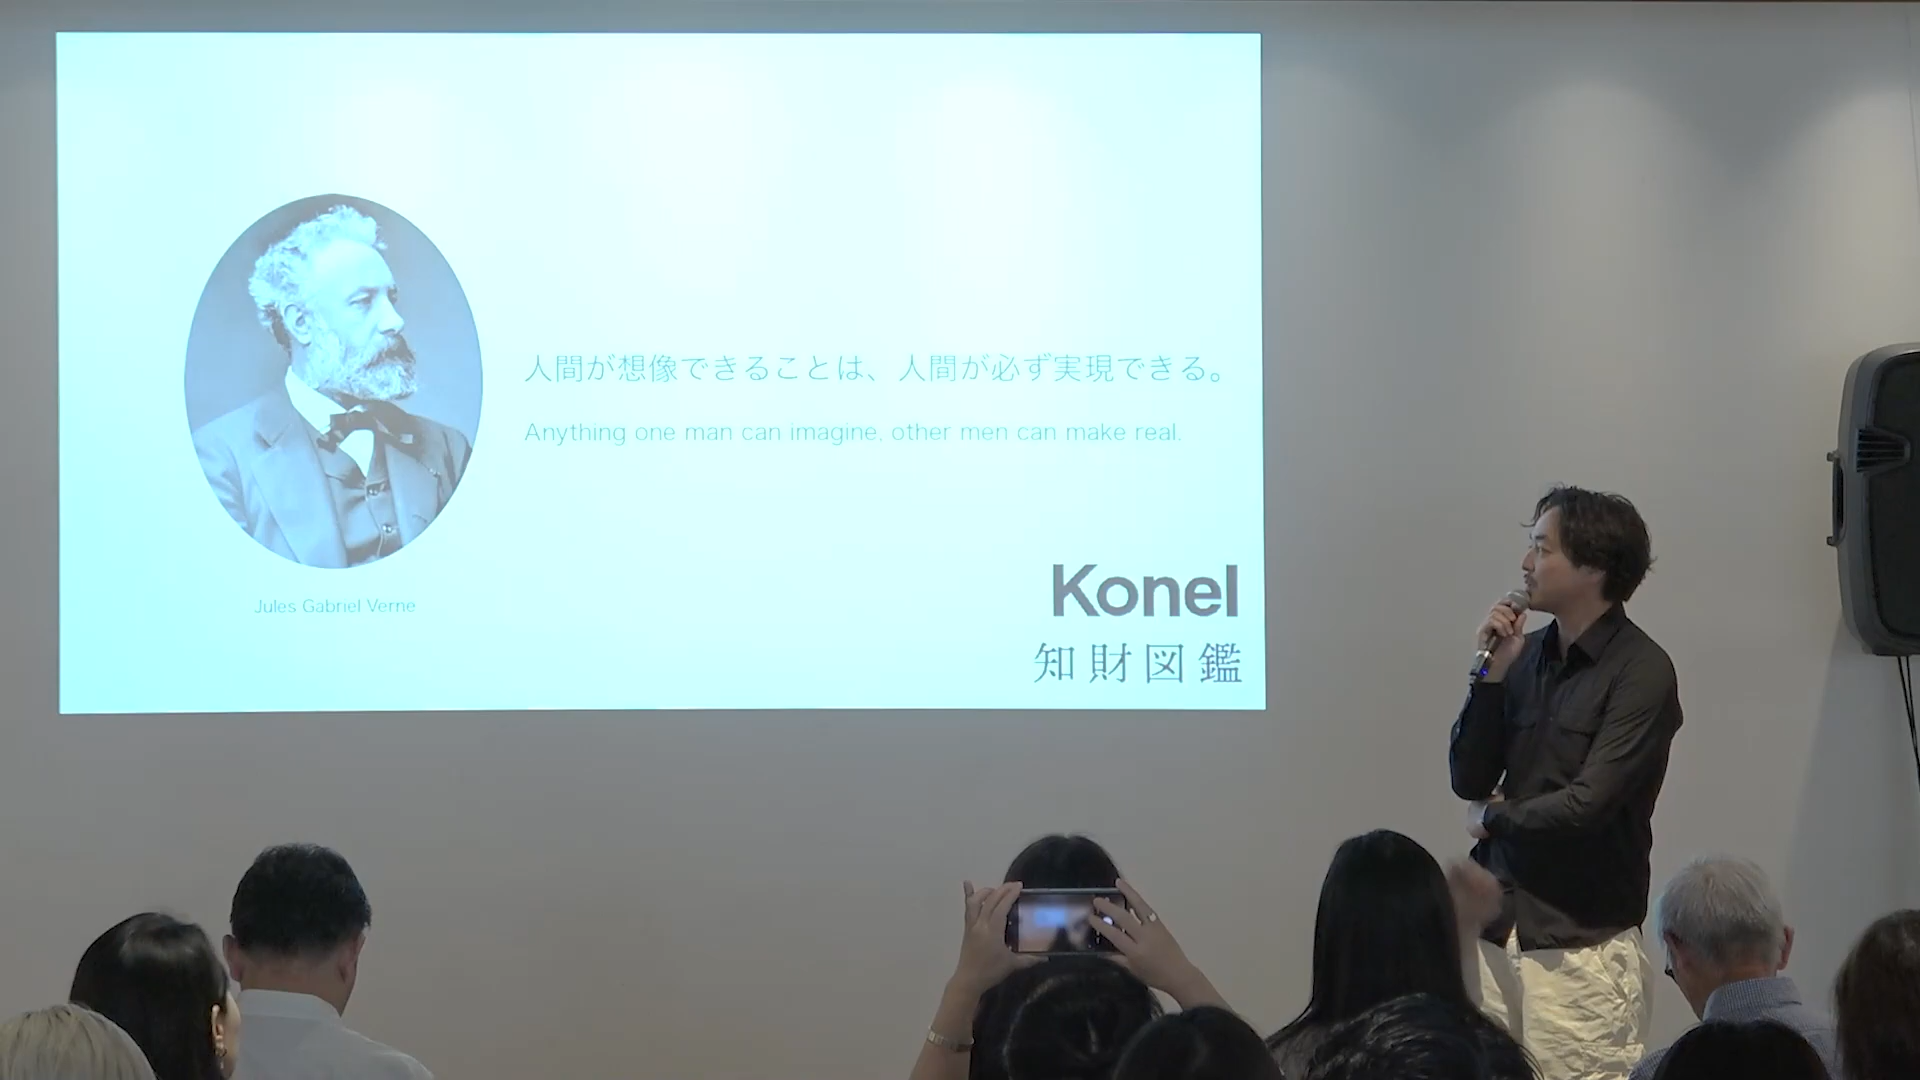 人間が想像できることは、人間が必ず実現できる。
Anything one man can imagine, other men can make real.
Jules Gabriel Verne
Konel
知財図鑑